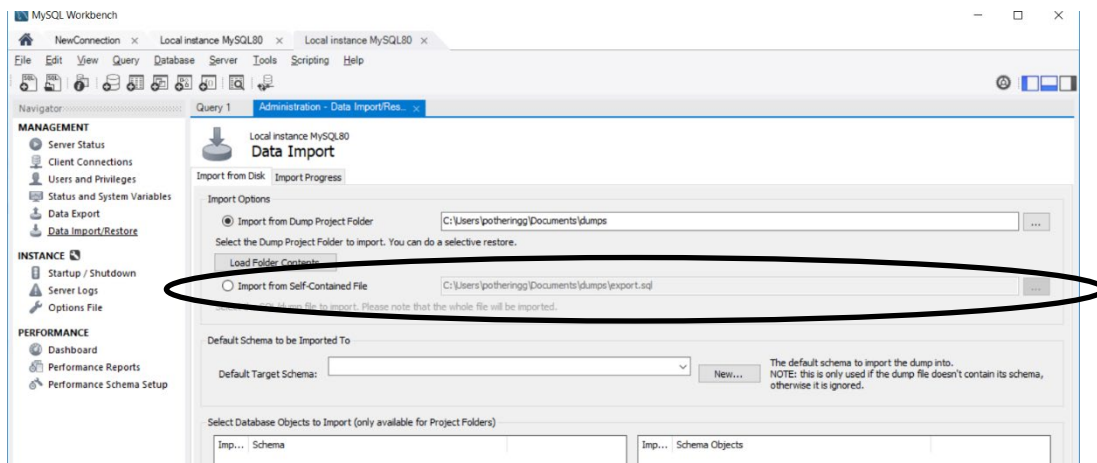 MySQL Workbench
NewConnection × Local instance MySQL80 × Local instance MySQL80 ×
File Edit View Query Database Server Tools Scripting Help
Navigator
MANAGEMENT
Server Status
Client Connections
Users and Privileges
Status and System Variables
Data Export
Data Import/Restore
INSTANCE
Startup / Shutdown
Server Logs
Options File
PERFORMANCE
Dashboard
Performance Reports
Performance Schema Setup
Query 1 Administration - Data Import/Res... ×
Local instance MySQL80
Data Import
Import from Disk Import Progress
Import Options
Import from Dump Project Folder C:\Users\potheringg\Documents\dumps ...
Select the Dump Project Folder to import. You can do a selective restore.
Load Folder Contents
Import from Self-Contained File C:\Users\potheringg\Documents\dumps\export.sql ...
SQL/dump file to import. Please note that the whole file will be imported.
Default Schema to be Imported To
Default Target Schema: New...
The default schema to import the dump into.
NOTE: this is only used if the dump file doesn't contain its schema,
otherwise it is ignored.
Select Database Objects to Import (only available for Project Folders)
Imp... Schema Imp... Schema Objects